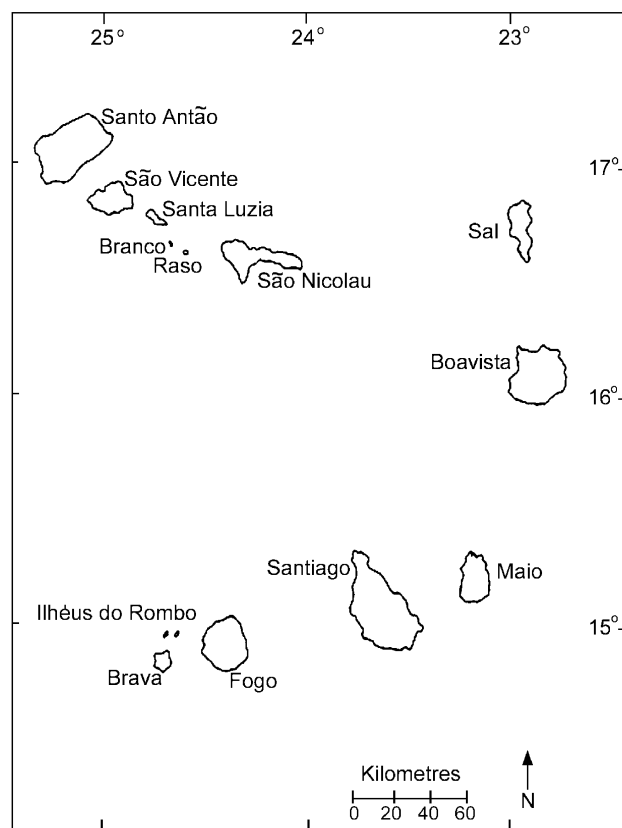 25° 24° 23°
Santo Antão
17°
São Vicente
Santa Luzia
Branco
Raso
São Nicolau
Sal
Boavista
16°
Santiago
Maio
Ilhéus do Rombo
15°
Brava
Fogo
Kilometres
0 20 40 60
N